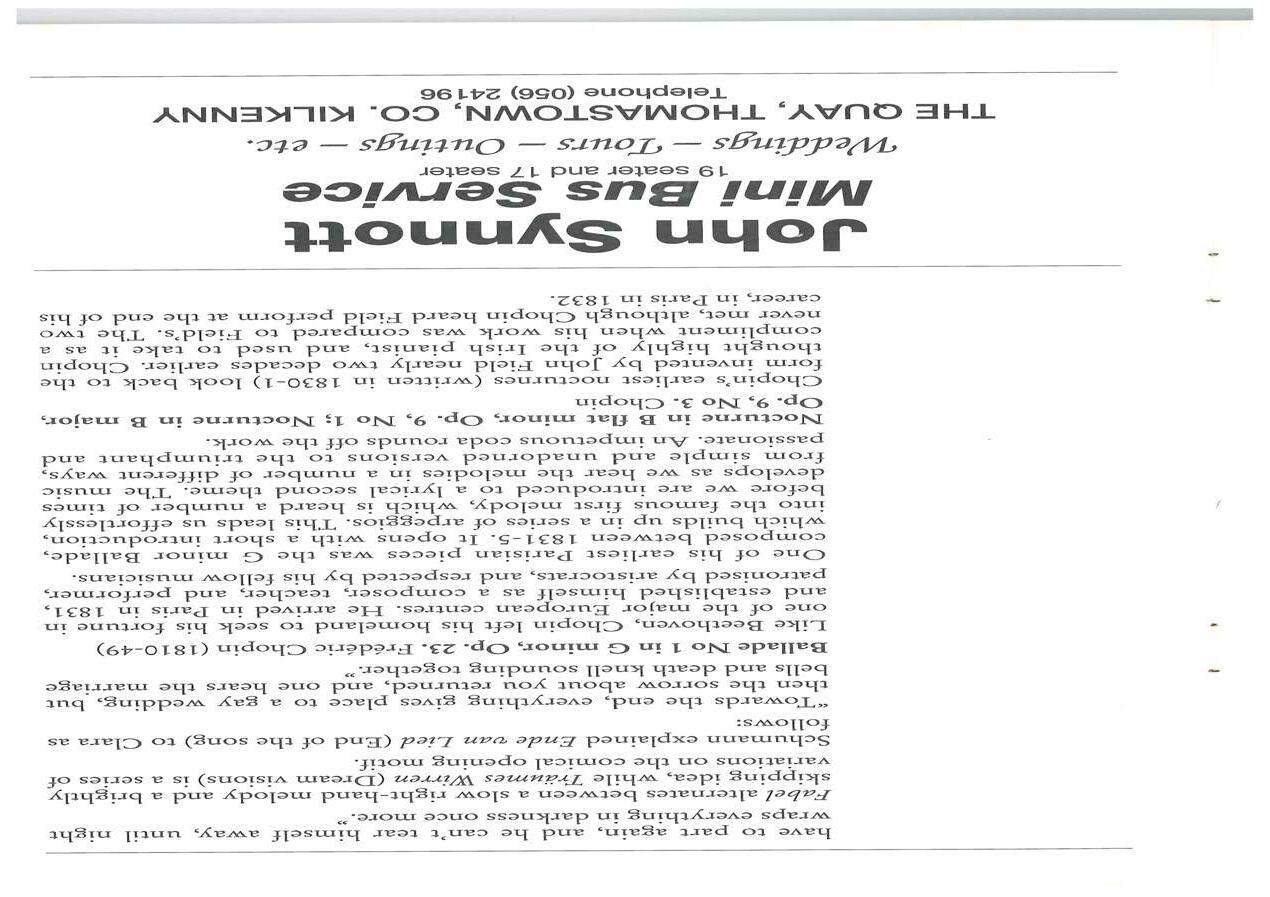 have to part again, and he can't tear himself away, until night
wraps everything in darkness once more."
Fabel alternates between a slow right-hand melody and a brightly
skipping idea, while Träumes Wirren (Dream visions) is a series of
variations on the comical opening motif.
Schumann explained Ende van Lied (End of the song) to Clara as
follows:
"Towards the end, everything gives place to a gay wedding, but
then the sorrow about you returned, and one hears the marriage
bells and death knell sounding together."
Ballade No 1 in G minor, Op. 23. Frédéric Chopin (1810-49)
Like Beethoven, Chopin left his homeland to seek his fortune in
one of the major European centres. He arrived in Paris in 1831,
and established himself as a composer, teacher, and performer,
patronised by aristocrats, and respected by his fellow musicians.
One of his earliest Parisian pieces was the G minor Ballade,
composed between 1831-5. It opens with a short introduction,
which builds up in a series of arpeggios. This leads us effortlessly
into the famous first melody, which is heard a number of times
before we are introduced to a lyrical second theme. The music
develops as we hear the melodies in a number of different ways,
from simple and unadorned versions to the triumphant and
passionate. An impetuous coda rounds off the work.
Nocturne in B flat minor, Op. 9, No 1; Nocturne in B major,
Op. 9, No 3. Chopin
Chopin's earliest nocturnes (written in 1830-1) look back to the
form invented by John Field nearly two decades earlier. Chopin
thought highly of the Irish pianist, and used to take it as a
compliment when his work was compared to Field's. The two
never met, although Chopin heard Field perform at the end of his
career, in Paris in 1832.
John Synnott
Mini Bus Service
19 seater and 17 seater
Weddings – Tours – Outings – etc.
THE QUAY, THOMASTOWN, CO. KILKENNY
Telephone (056) 24196